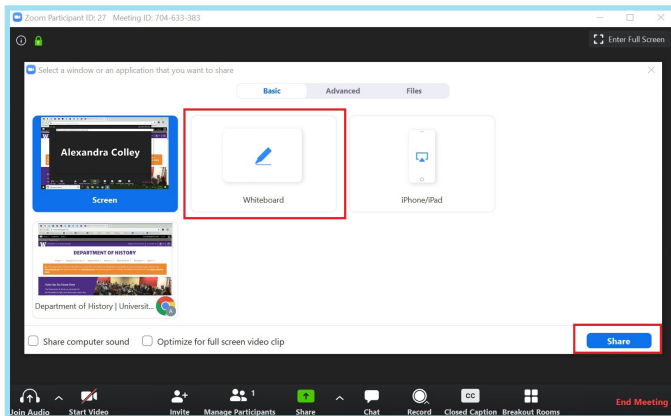 Zoom Participant ID: 27 Meeting ID: 704-633-383
Enter Full Screen
Select a window or an application that you want to share
Basic Advanced Files
Alexandra Colley
Screen
Whiteboard
iPhone/iPad
W
DEPARTMENT OF HISTORY
Department of History | Universit...
Share computer sound Optimize for full screen video clip
Share
1
CC
Join Audio Start Video Invite Manage Participants Share Chat Record Closed Caption Breakout Rooms
End Meeting